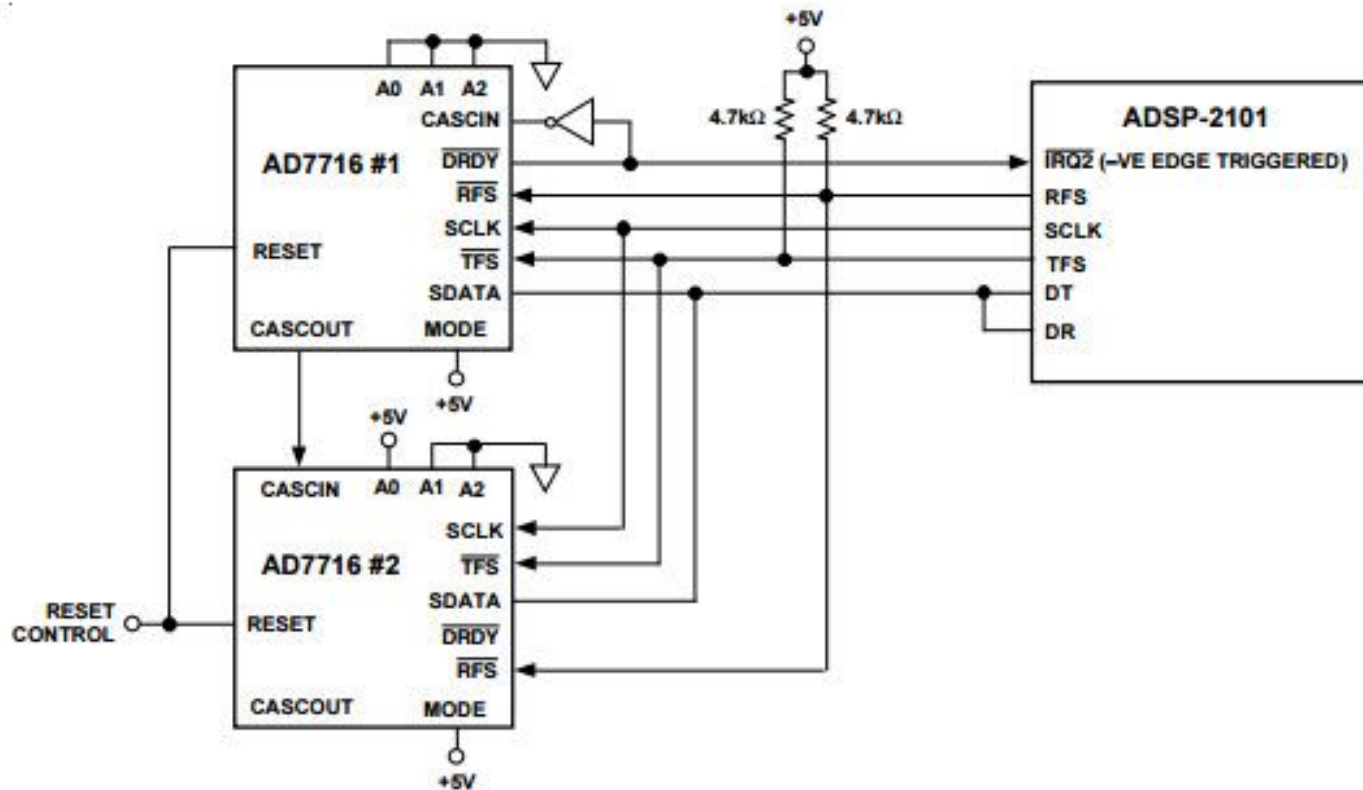 +5V
A0 A1 A2
CASCIN
4.7kΩ 4.7kΩ
ADSP-2101
AD7716 #1
DRDY
IRQ2 (–VE EDGE TRIGGERED)
RFS
RFS
SCLK
SCLK
RESET
TFS
TFS
SDATA
DT
CASCOUT MODE
DR
+5V
+5V
CASCIN A0 A1 A2
SCLK
AD7716 #2
TFS
SDATA
RESET CONTROL
RESET
DRDY
RFS
CASCOUT MODE
+5V